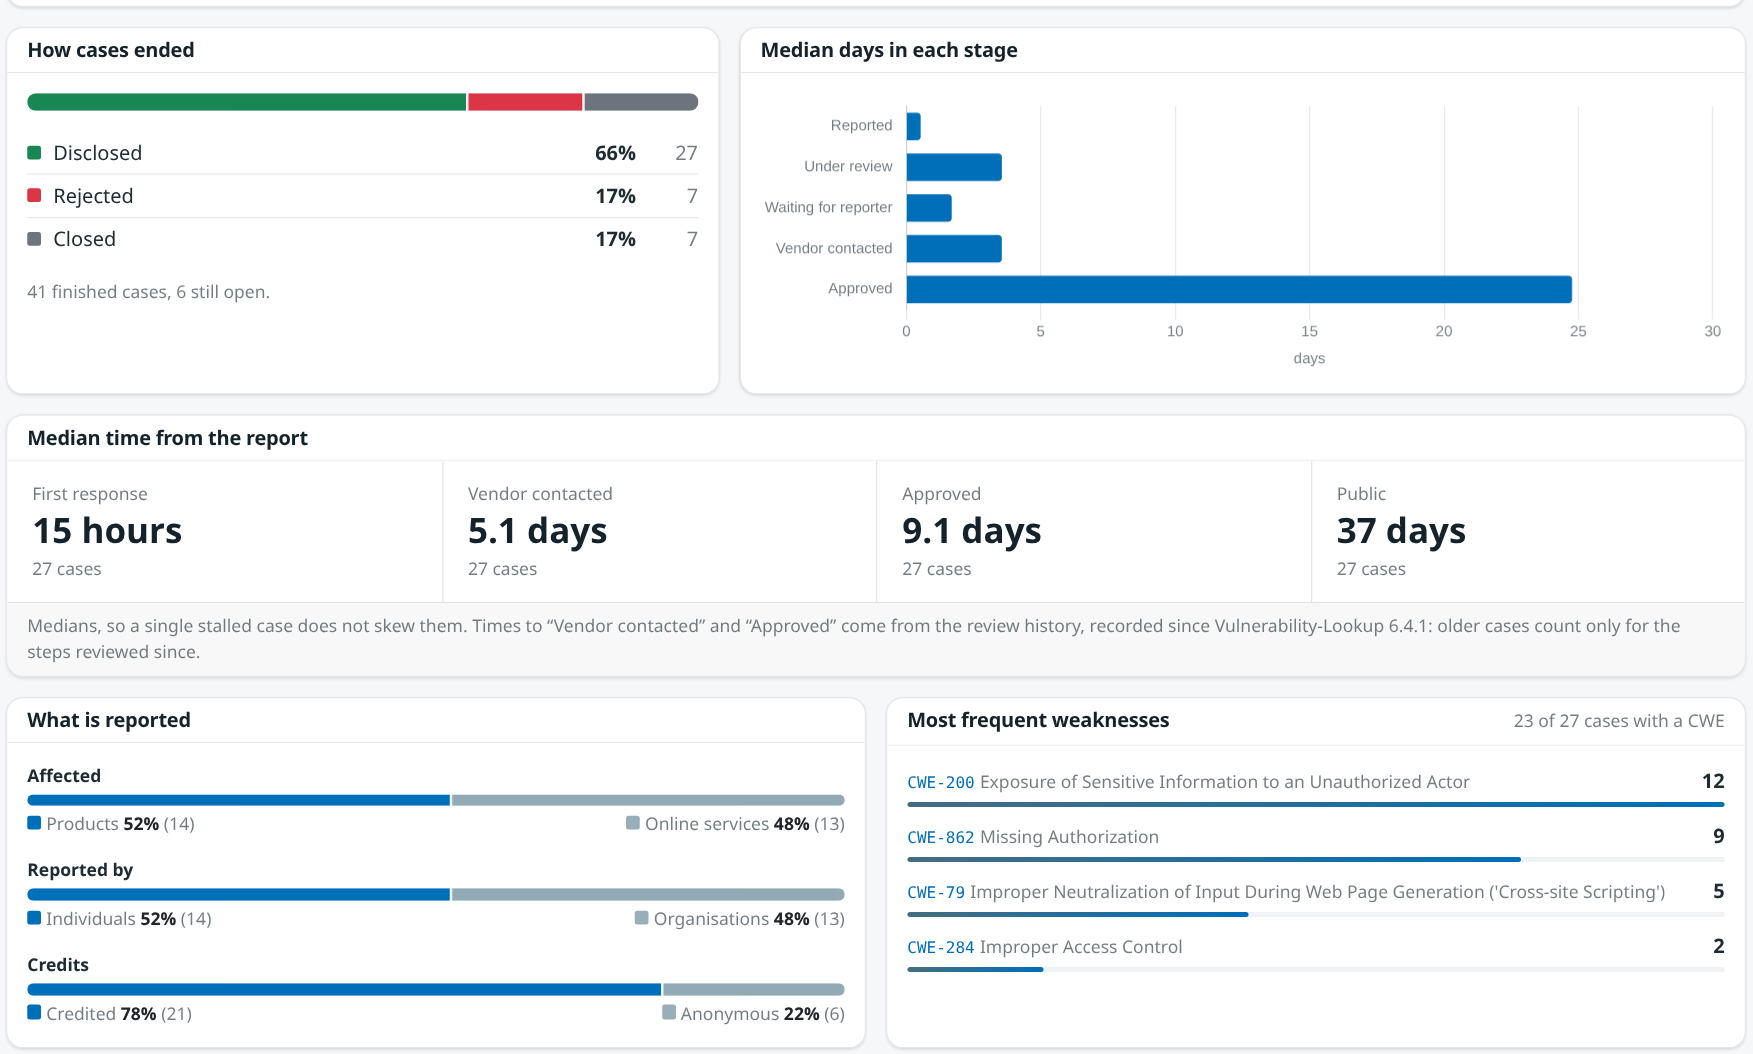 How cases ended
Disclosed 66% 27
Rejected 17% 7
Closed 17% 7
41 finished cases, 6 still open.
Median days in each stage
Reported
Under review
Waiting for reporter
Vendor contacted
Approved
0 5 10 15 20 25 30
days
Median time from the report
First response
15 hours
27 cases
Vendor contacted
5.1 days
27 cases
Approved
9.1 days
27 cases
Public
37 days
27 cases
Medians, so a single stalled case does not skew them. Times to “Vendor contacted” and “Approved” come from the review history, recorded since Vulnerability-Lookup 6.4.1: older cases count only for the
steps reviewed since.
What is reported
Affected
Products 52% (14) Online services 48% (13)
Reported by
Individuals 52% (14) Organisations 48% (13)
Credits
Credited 78% (21) Anonymous 22% (6)
Most frequent weaknesses 23 of 27 cases with a CWE
CWE-200 Exposure of Sensitive Information to an Unauthorized Actor 12
CWE-862 Missing Authorization 9
CWE-79 Improper Neutralization of Input During Web Page Generation ('Cross-site Scripting') 5
CWE-284 Improper Access Control 2